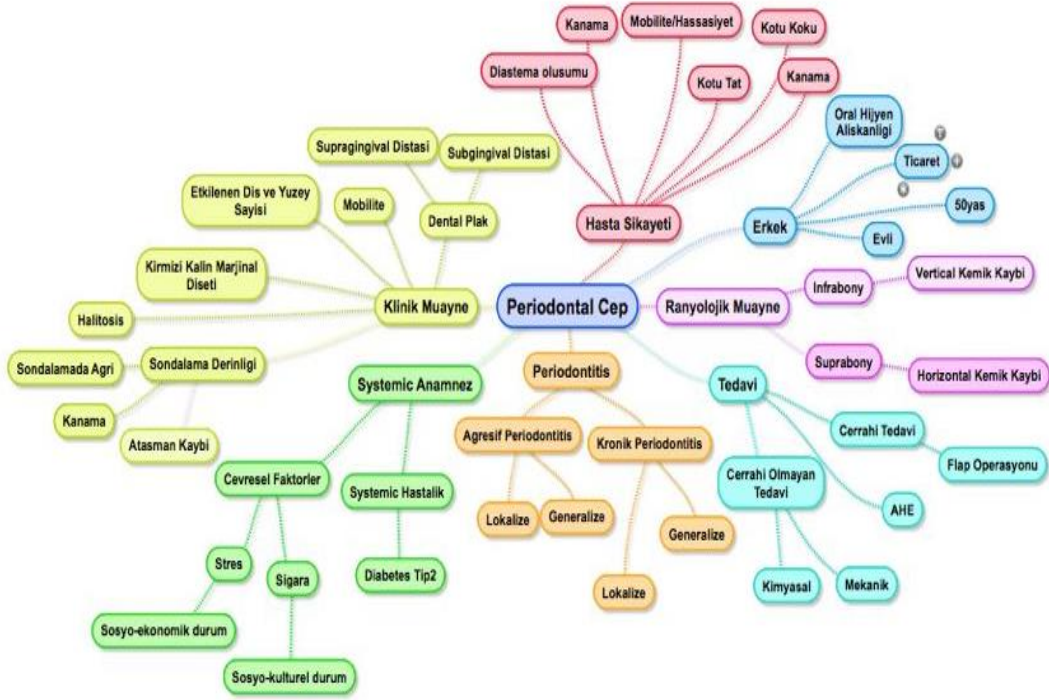 Kanama
Mobilite/Hassasiyet
Kotu Koku
Diastema olusumu
Kotu Tat
Kanama
Hasta Sikayeti
Oral Hijyen
Aliskanligi
Ticaret
50yas
Evli
Erkek
Supragingival Distasi
Subgingival Distasi
Etkilenen Dis ve Yuzey
Sayisi
Mobilite
Dental Plak
Kirmizi Kalin Marjinal
Diseti
Klinik Muayne
Halitosis
Sondalamada Agri
Sondalama Derinligi
Kanama
Atasman Kaybi
Periodontal Cep
Ranyolojik Muayne
Infrabony
Vertical Kemik Kaybi
Suprabony
Horizontal Kemik Kaybi
Systemic Anamnez
Cevresel Faktorler
Systemic Hastalik
Stres
Sigara
Diabetes Tip2
Sosyo-ekonomik durum
Sosyo-kulturel durum
Periodontitis
Agresif Periodontitis
Kronik Periodontitis
Lokalize
Generalize
Generalize
Lokalize
Tedavi
Cerrahi Tedavi
Flap Operasyonu
Cerrahi Olmayan
Tedavi
AHE
Kimyasal
Mekanik